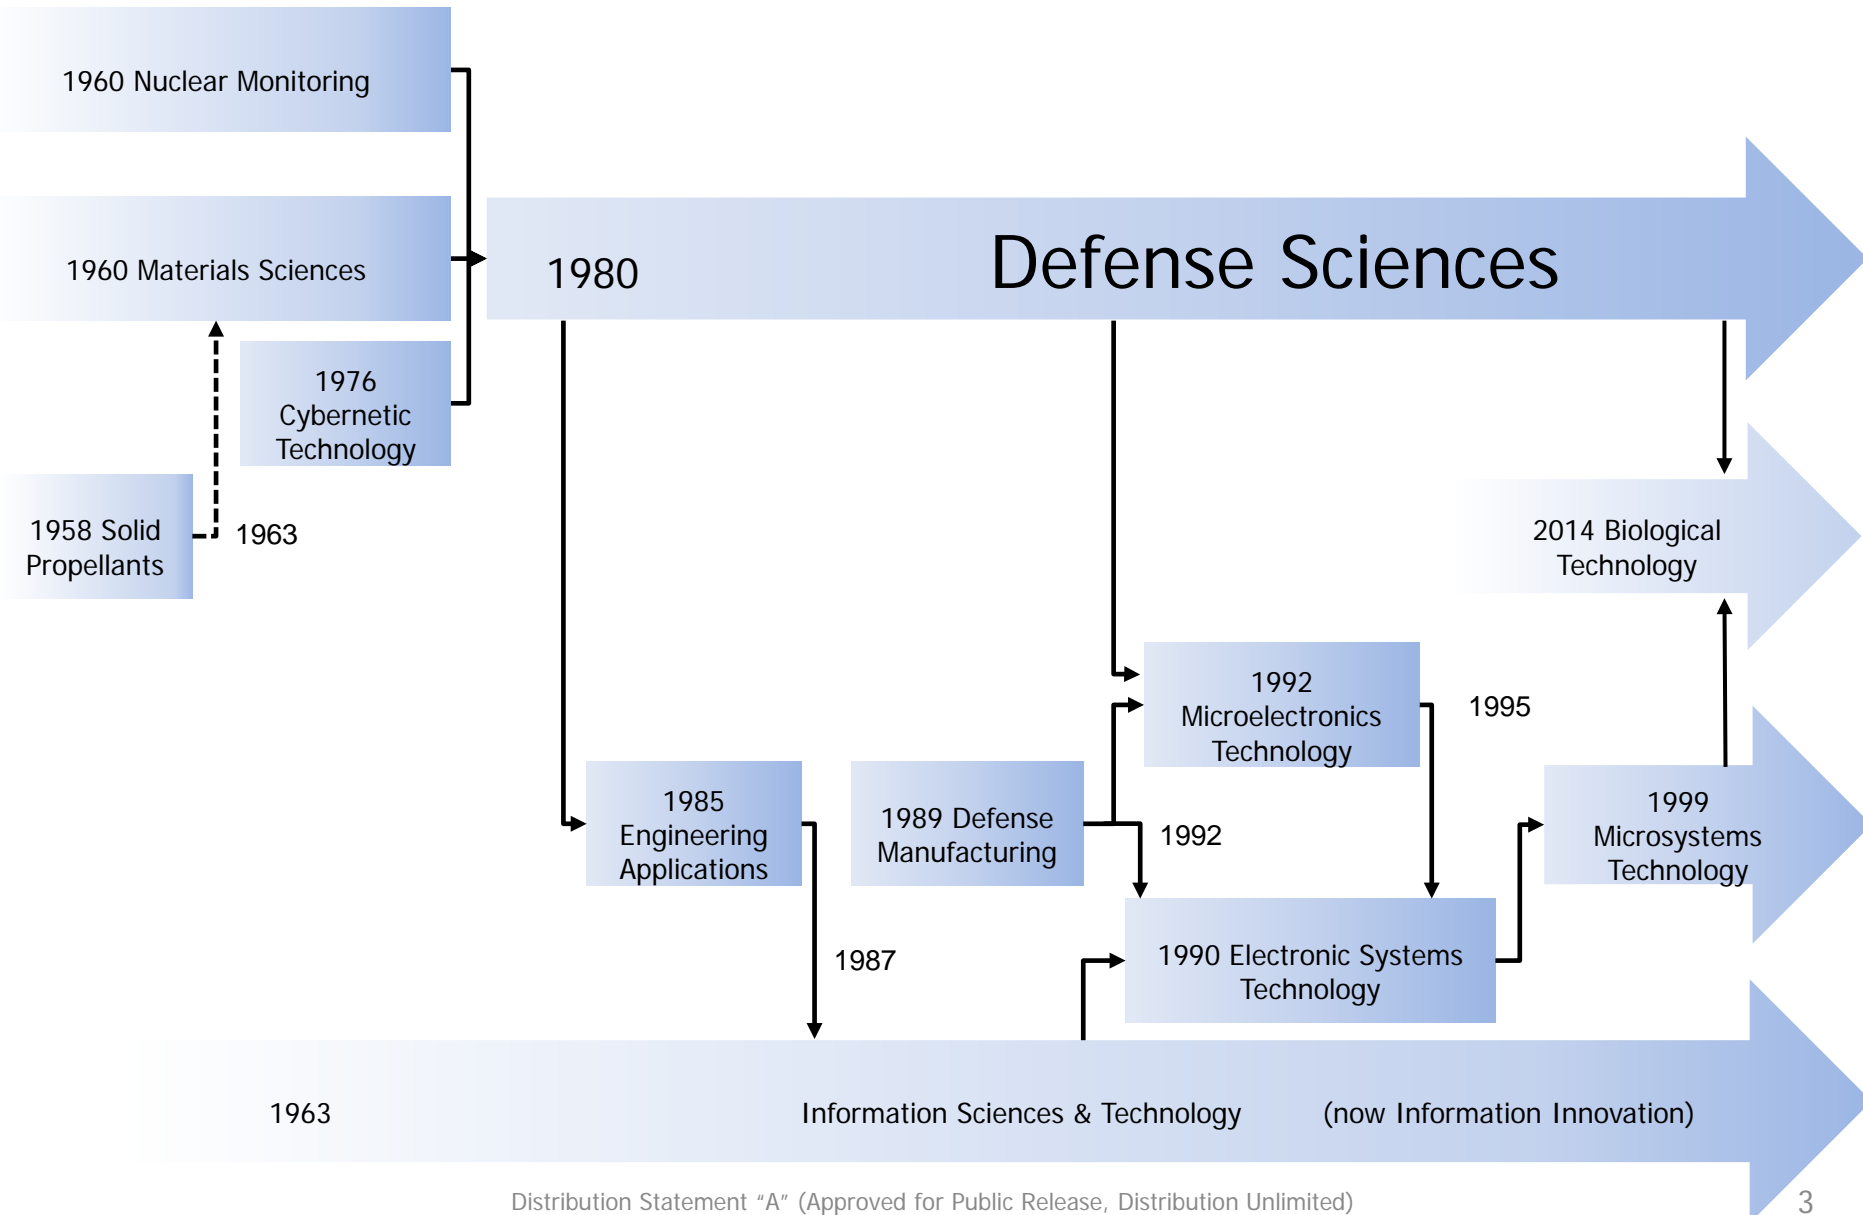 1960 Nuclear Monitoring
1960 Materials Sciences
1980
Defense Sciences
1976
Cybernetic
Technology
1958 Solid
Propellants
1963
2014 Biological
Technology
1992
Microelectronics
Technology
1995
1985
Engineering
Applications
1989 Defense
Manufacturing
1992
1999
Microsystems
Technology
1987
1990 Electronic Systems
Technology
1963
Information Sciences & Technology
(now Information Innovation)
Distribution Statement “A” (Approved for Public Release, Distribution Unlimited)
3